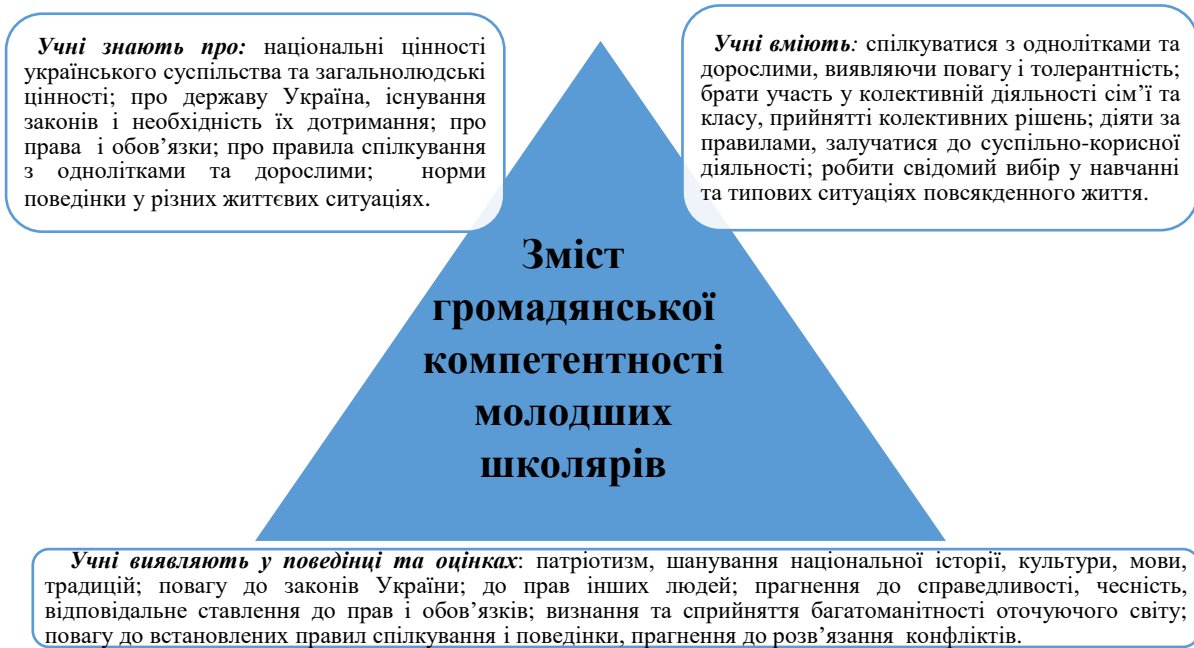 Учні знають про: національні цінності
українського суспільства та загальнолюдські
цінності; про державу Україна, існування
законів і необхідність їх дотримання; про
права і обов’язки; про правила спілкування
з однолітками та дорослими; норми
поведінки у різних життєвих ситуаціях.
Учні вміють: спілкуватися з однолітками та
дорослими, виявляючи повагу і толерантність;
брати участь у колективній діяльності сім’ї та
класу, прийнятті колективних рішень; діяти за
правилами, залучатися до суспільно-корисної
діяльності; робити свідомий вибір у навчанні
та типових ситуаціях повсякденного життя.
Зміст
громадянської
компетентності
молодших
школярів
Учні виявляють у поведінці та оцінках: патріотизм, шанування національної історії, культури, мови,
традицій; повагу до законів України; до прав інших людей; прагнення до справедливості, чесність,
відповідальне ставлення до прав і обов’язків; визнання та сприйняття багатоманітності оточуючого світу;
повагу до встановлених правил спілкування і поведінки, прагнення до розв’язання конфліктів.